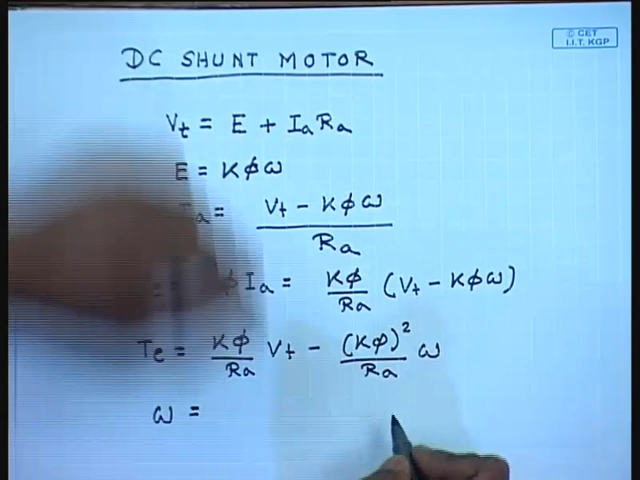 DC SHUNT MOTOR
© CET
I.I.T. KGP
Vt = E + IaRa
E = Kϕω
a = Vt - Kϕω / Ra
ϕ Ia = Kϕ/Ra (Vt - Kϕω)
Te = Kϕ/Ra Vt - (Kϕ)²/Ra ω
ω =